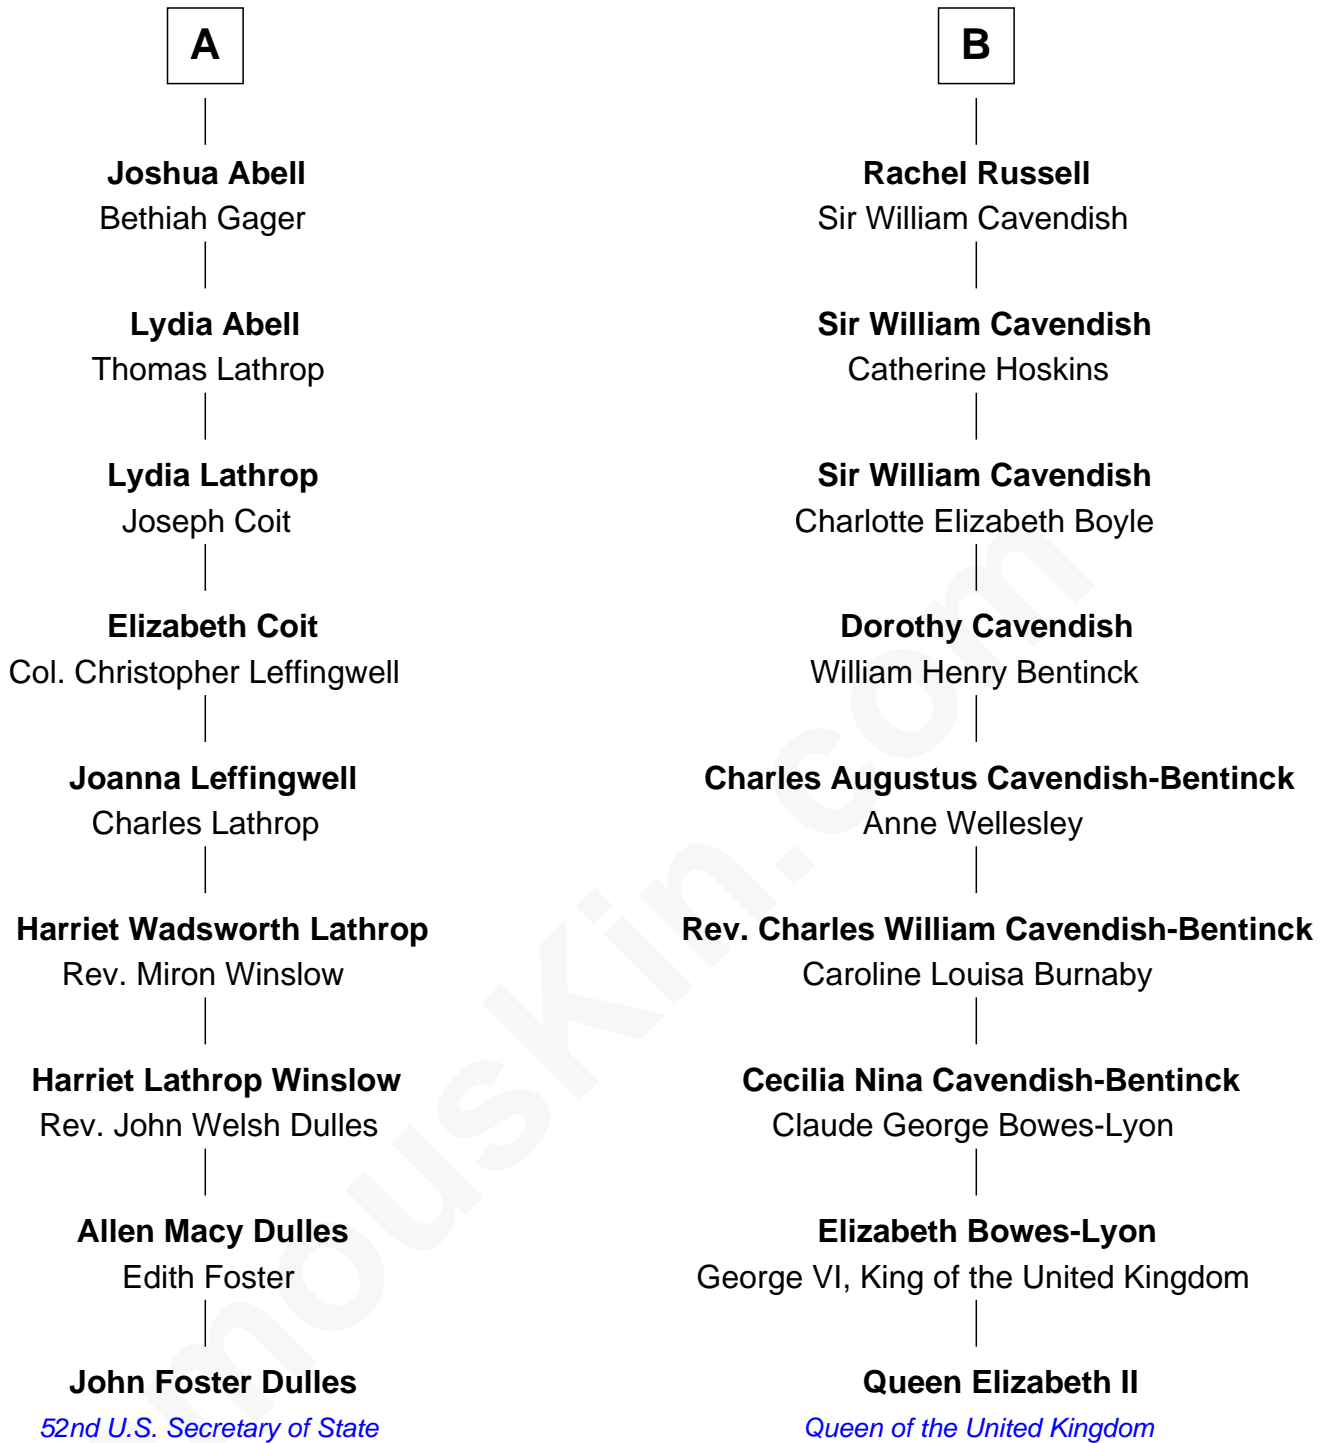 A
Joshua Abell
Bethiah Gager
Lydia Abell
Thomas Lathrop
Lydia Lathrop
Joseph Coit
Elizabeth Coit
Col. Christopher Leffingwell
Joanna Leffingwell
Charles Lathrop
Harriet Wadsworth Lathrop
Rev. Miron Winslow
Harriet Lathrop Winslow
Rev. John Welsh Dulles
Allen Macy Dulles
Edith Foster
John Foster Dulles
52nd U.S. Secretary of State
B
Rachel Russell
Sir William Cavendish
Sir William Cavendish
Catherine Hoskins
Sir William Cavendish
Charlotte Elizabeth Boyle
Dorothy Cavendish
William Henry Bentinck
Charles Augustus Cavendish-Bentinck
Anne Wellesley
Rev. Charles William Cavendish-Bentinck
Caroline Louisa Burnaby
Cecilia Nina Cavendish-Bentinck
Claude George Bowes-Lyon
Elizabeth Bowes-Lyon
George VI, King of the United Kingdom
Queen Elizabeth II
Queen of the United Kingdom
mousKin.com